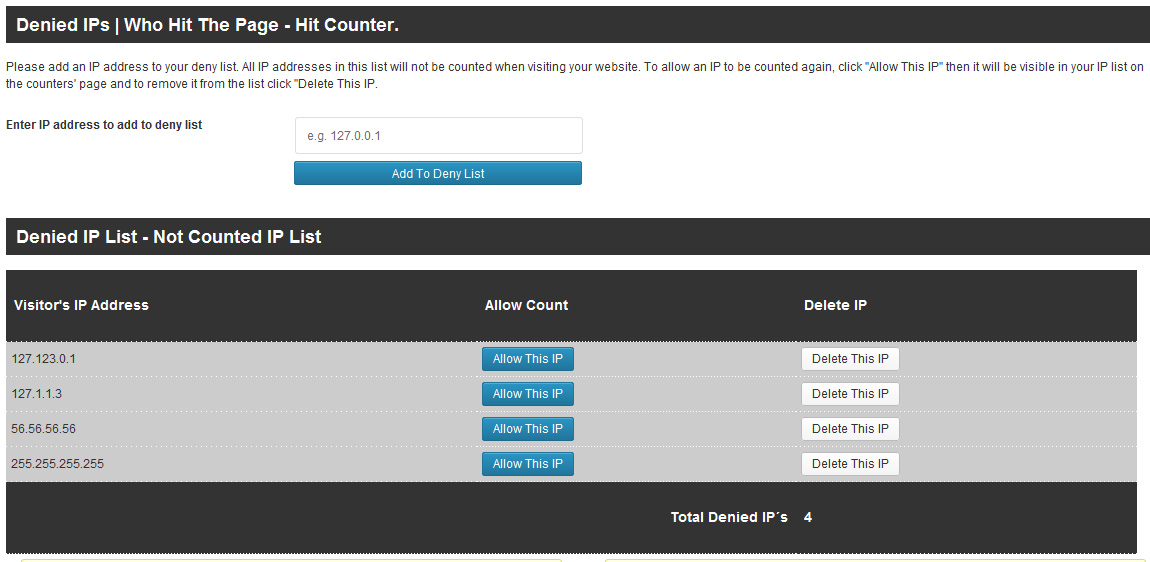 Denied IPs | Who Hit The Page - Hit Counter.
Please add an IP address to your deny list. All IP addresses in this list will not be counted when visiting your website. To allow an IP to be counted again, click "Allow This IP" then it will be visible in your IP list on
the counters' page and to remove it from the list click "Delete This IP.
Enter IP address to add to deny list
e.g. 127.0.0.1
Add To Deny List
Denied IP List - Not Counted IP List
Visitor's IP Address Allow Count Delete IP
127.123.0.1 Allow This IP Delete This IP
127.1.1.3 Allow This IP Delete This IP
56.56.56.56 Allow This IP Delete This IP
255.255.255.255 Allow This IP Delete This IP
Total Denied IP´s 4